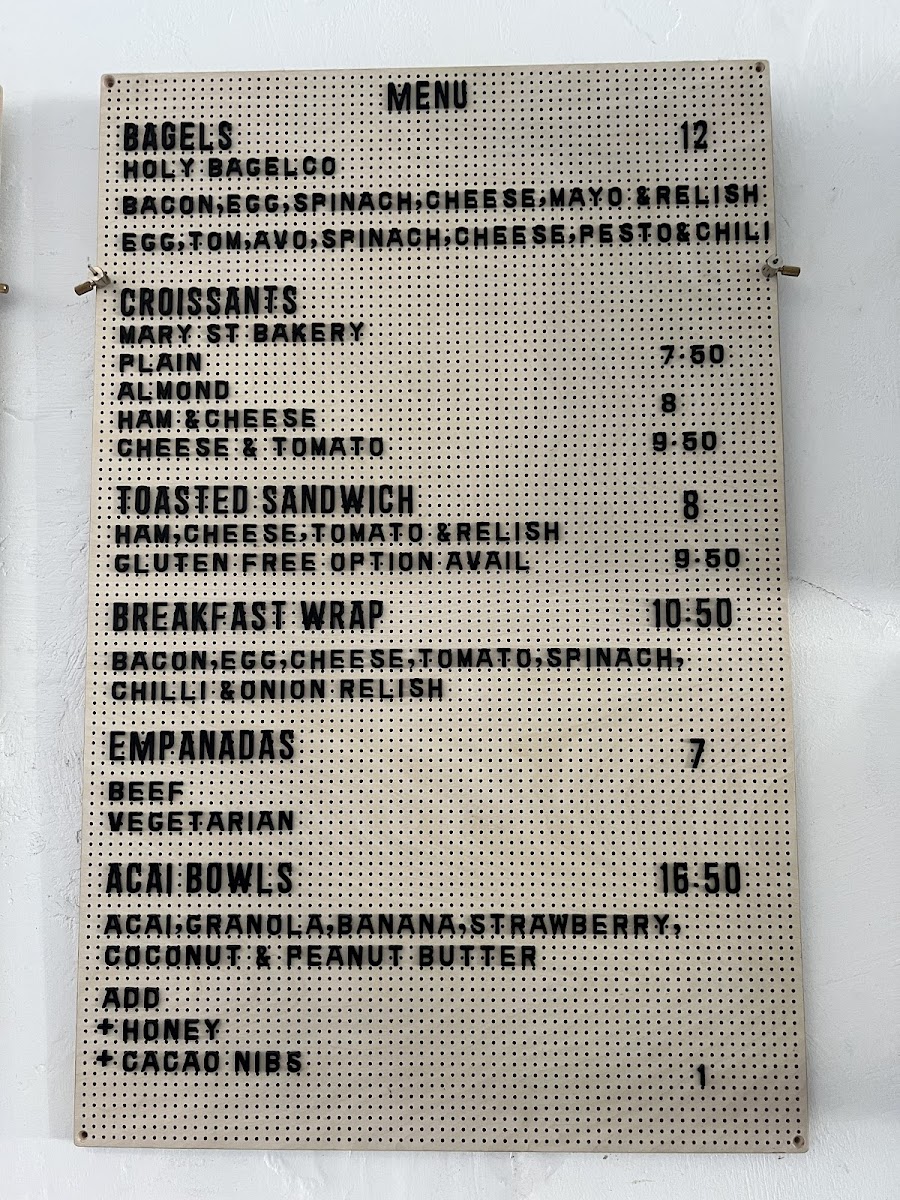 MENU
BAGELS 12
HOLY BAGEL CO
BACON,EGG,SPINACH,CHEESE,MAYO &RELISH
EGG,TOM,AVO,SPINACH,CHEESE,PESTO&CHILI
CROISSANTS
MARY ST BAKERY
PLAIN 7.50
ALMOND
HAM &CHEESE 8
CHEESE & TOMATO 9.50
TOASTED SANDWICH 8
HAM,CHEESE,TOMATO &RELISH
GLUTEN FREE OPTION AVAIL 9.50
BREAKFAST WRAP 10.50
BACON,EGG,CHEESE,TOMATO,SPINACH,
CHILLI &ONION RELISH
EMPANADAS 7
BEEF
VEGETARIAN
ACAI BOWLS 16.50
ACAI,GRANOLA,BANANA,STRAWBERRY,
COCONUT & PEANUT BUTTER
ADD
+HONEY
+CACAO NIBS 1